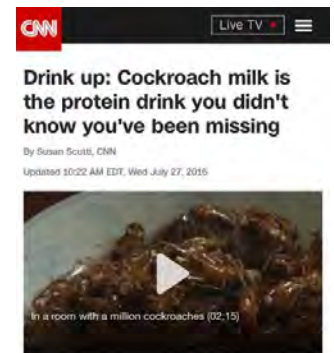 CNN
Live TV
Drink up: Cockroach milk is
the protein drink you didn't
know you've been missing
By Susan Scutti, CNN
Updated 10:22 AM EDT, Wed July 27, 2016
In a room with a million cockroaches (02:15)